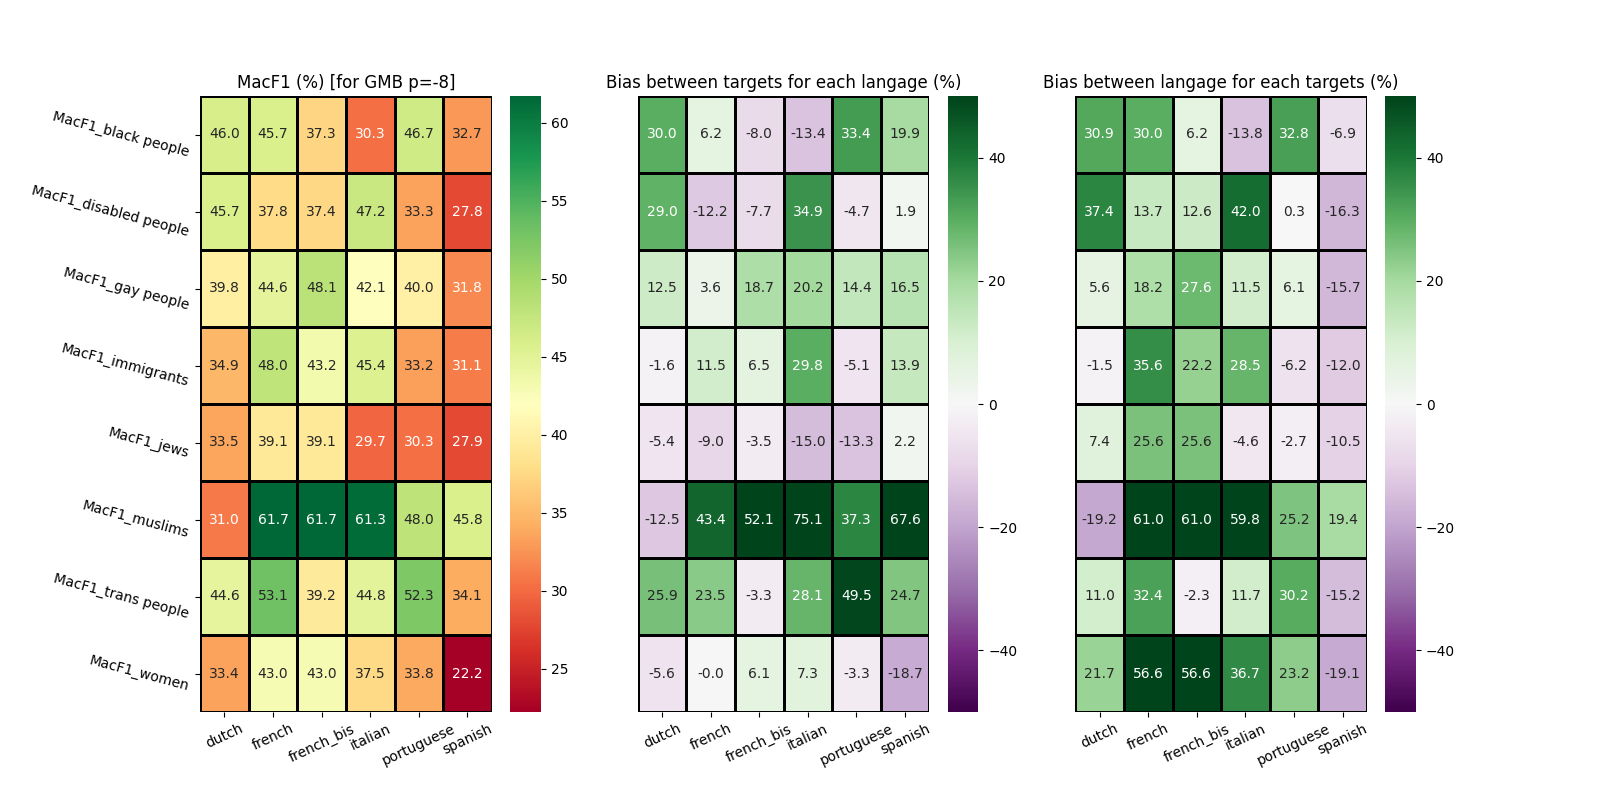 MacF1 (%) [for GMB p=-8]
Bias between targets for each langage (%)
Bias between langage for each targets (%)
MacF1_black people 46.0 45.7 37.3 30.3 46.7 32.7 30.0 6.2 -8.0 -13.4 33.4 19.9 30.9 30.0 6.2 -13.8 32.8 -6.9
MacF1_disabled people 45.7 37.8 37.4 47.2 33.3 27.8 29.0 -12.2 -7.7 34.9 -4.7 1.9 37.4 13.7 12.6 42.0 0.3 -16.3
MacF1_gay people 39.8 44.6 48.1 42.1 40.0 31.8 12.5 3.6 18.7 20.2 14.4 16.5 5.6 18.2 27.6 11.5 6.1 -15.7
MacF1_immigrants 34.9 48.0 43.2 45.4 33.2 31.1 -1.6 11.5 6.5 29.8 -5.1 13.9 -1.5 35.6 22.2 28.5 -6.2 -12.0
MacF1_jews 33.5 39.1 39.1 29.7 30.3 27.9 -5.4 -9.0 -3.5 -15.0 -13.3 2.2 7.4 25.6 25.6 -4.6 -2.7 -10.5
MacF1_muslims 31.0 61.7 61.7 61.3 48.0 45.8 -12.5 43.4 52.1 75.1 37.3 67.6 -19.2 61.0 61.0 59.8 25.2 19.4
MacF1_trans people 44.6 53.1 39.2 44.8 52.3 34.1 25.9 23.5 -3.3 28.1 49.5 24.7 11.0 32.4 -2.3 11.7 30.2 -15.2
MacF1_women 33.4 43.0 43.0 37.5 33.8 22.2 -5.6 -0.0 6.1 7.3 -3.3 -18.7 21.7 56.6 56.6 36.7 23.2 -19.1
dutch french french_bis italian portuguese spanish
60
55
50
45
40
35
30
25
dutch french french_bis italian portuguese spanish
40
20
0
−20
−40
dutch french french_bis italian portuguese spanish
40
20
0
−20
−40